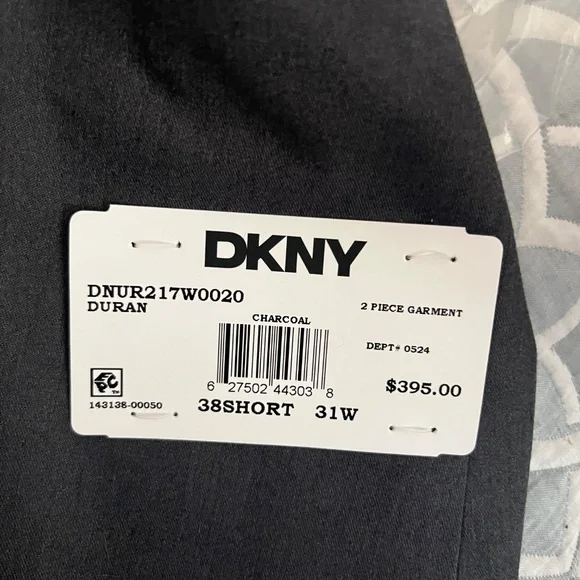 DKNY
DNUR217W0020
DURAN
2 PIECE GARMENT
CHARCOAL
DEPT# 0524
6 27502 44303 8
$395.00
EPC
143138-00050
38SHORT 31W